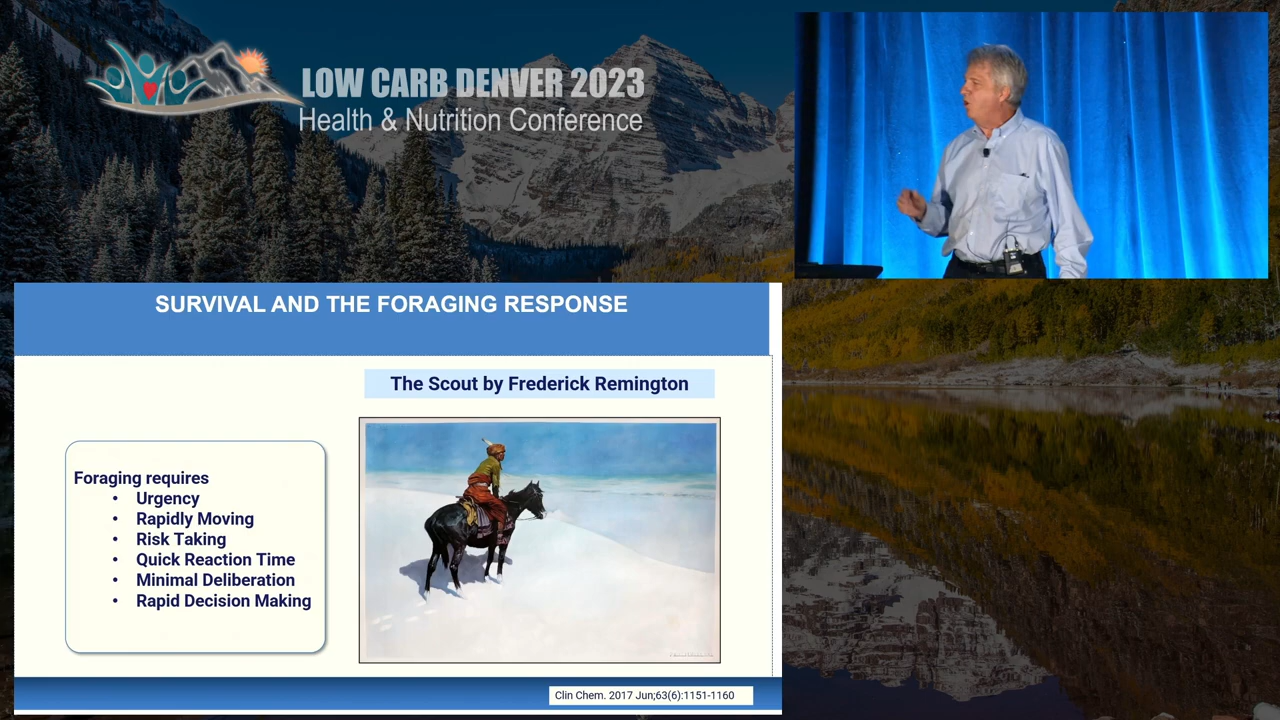 LOW CARB DENVER 2023
Health & Nutrition Conference
SURVIVAL AND THE FORAGING RESPONSE
The Scout by Frederick Remington
Foraging requires
• Urgency
• Rapidly Moving
• Risk Taking
• Quick Reaction Time
• Minimal Deliberation
• Rapid Decision Making
Clin Chem. 2017 Jun;63(6):1151-1160